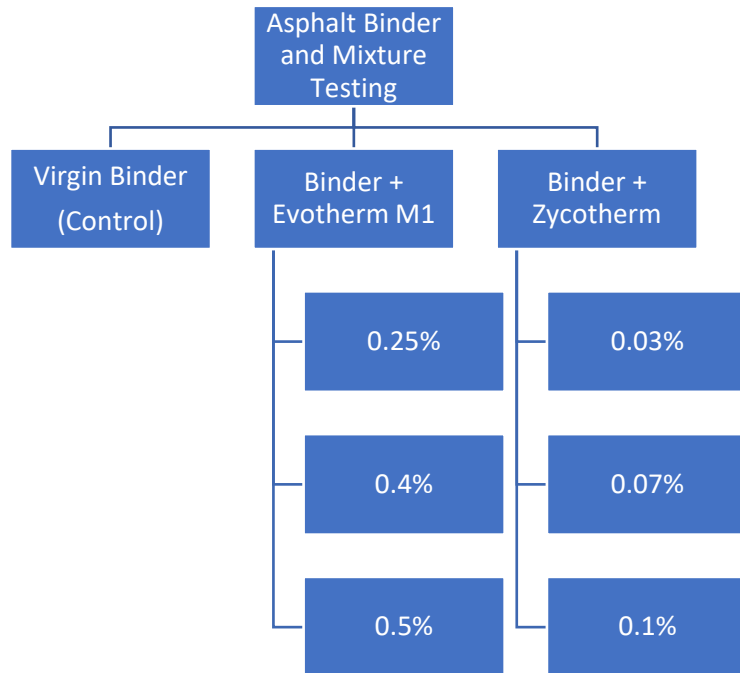 Asphalt Binder
and Mixture
Testing
Virgin Binder
(Control)
Binder +
Evotherm M1
Binder +
Zycotherm
0.25%
0.4%
0.5%
0.03%
0.07%
0.1%